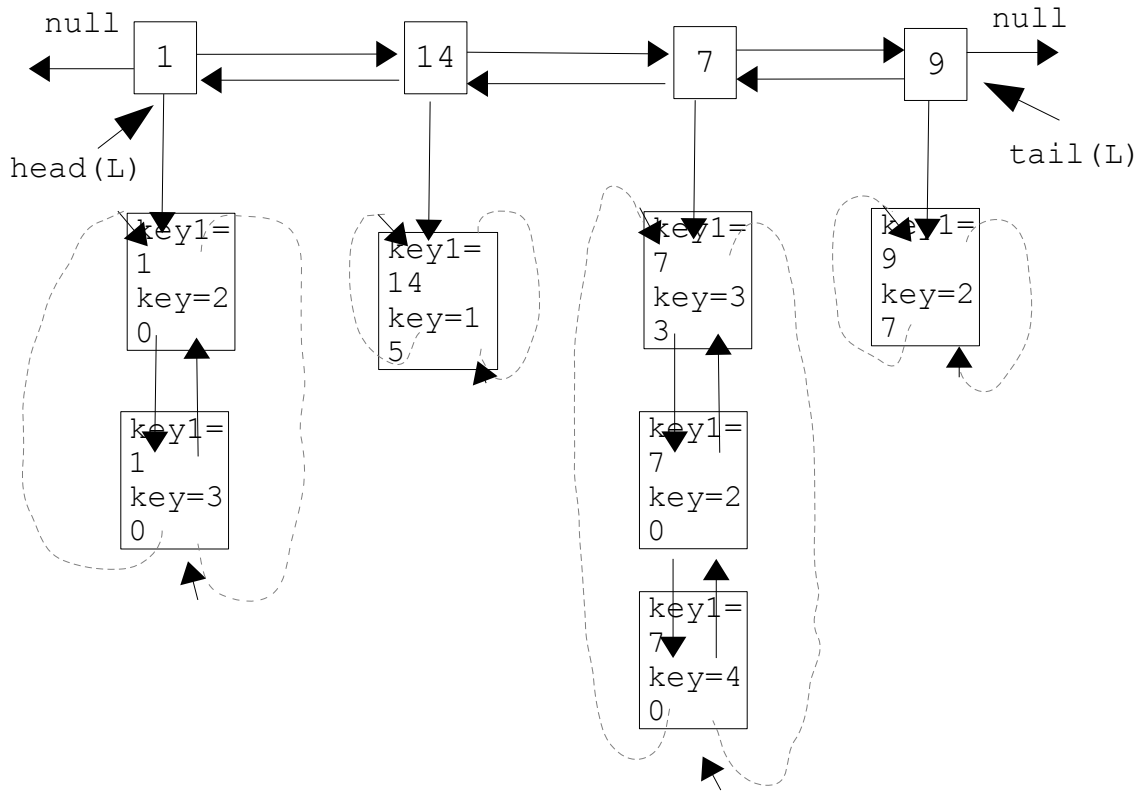 null
null
1
14
7
9
head(L)
tail(L)
key1=
1
key=2
0
key1=
14
key=1
5
key1=
7
key=3
3
key1=
9
key=2
7
key1=
1
key=3
0
key1=
7
key=2
0
key1=
7
key=4
0